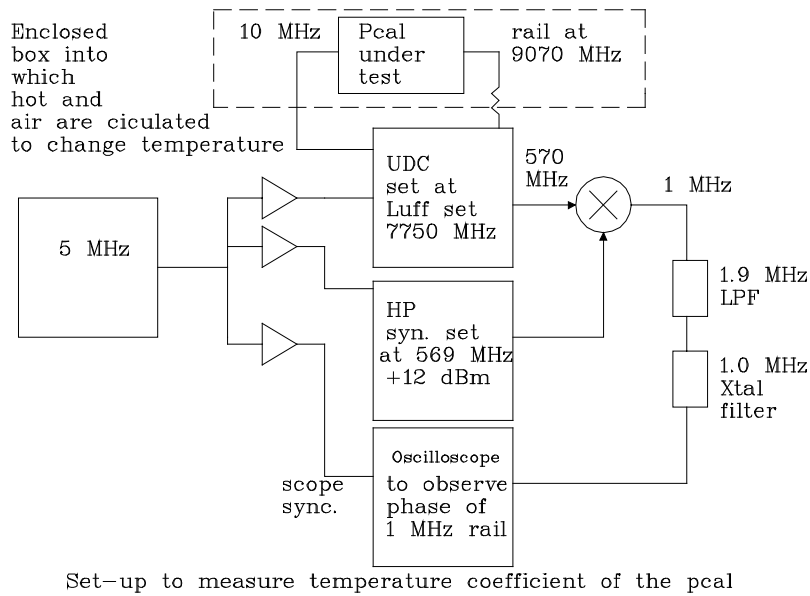 Enclosed
box into
which
hot and
air are ciculated
to change temperature
10 MHz
Pcal
under
test
rail at
9070 MHz
UDC
set at
Luff set
7750 MHz
570
MHz
1 MHz
5 MHz
1.9 MHz
LPF
HP
syn. set
at 569 MHz
+12 dBm
1.0 MHz
Xtal
filter
scope
sync.
Oscilloscope
to observe
phase of
1 MHz rail
Set-up to measure temperature coefficient of the pcal